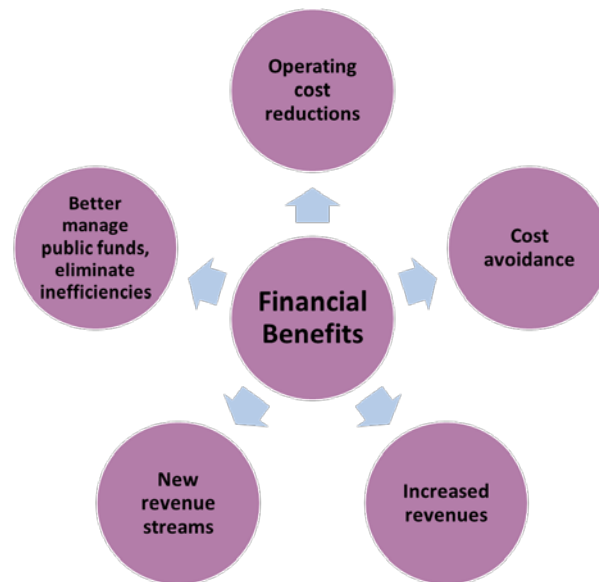 Operating
cost
reductions
Better
manage
public funds,
eliminate
inefficiencies
Cost
avoidance
Financial
Benefits
New
revenue
streams
Increased
revenues